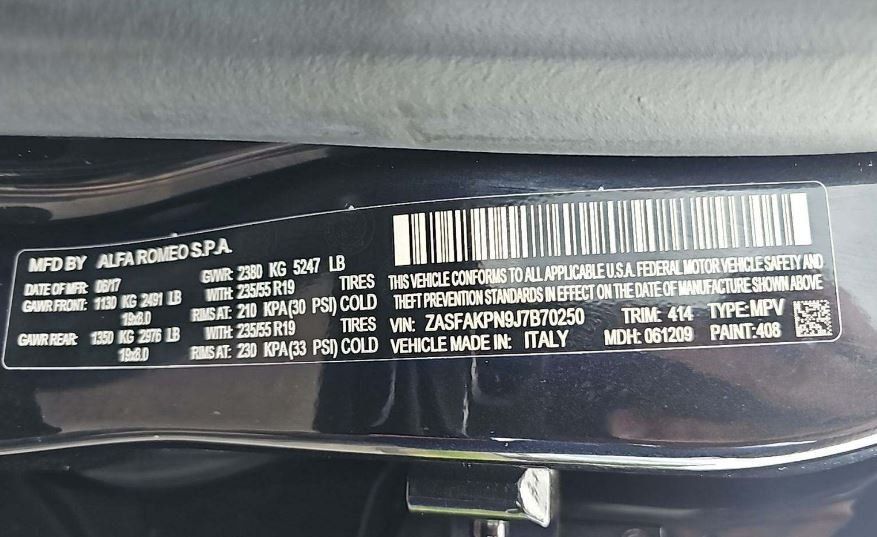 MFD BY ALFA ROMEO S.P.A.
DATE OF MFR: 06/17 GVWR: 2380 KG 5247 LB
GAWR FRONT: 1130 KG 2491 LB WITH: 235/55 R19 TIRES
19x8.0 RIMS AT: 210 KPA(30 PSI) COLD
GAWR REAR: 1350 KG 2976 LB WITH: 235/55 R19 TIRES
19x8.0 RIMS AT: 230 KPA(33 PSI) COLD
THIS VEHICLE CONFORMS TO ALL APPLICABLE U.S.A. FEDERAL MOTOR VEHICLE SAFETY AND
THEFT PREVENTION STANDARDS IN EFFECT ON THE DATE OF MANUFACTURE SHOWN ABOVE
VIN: ZASFAKPN9J7B70250 TRIM: 414 TYPE: MPV
VEHICLE MADE IN: ITALY MDH: 061209 PAINT:408